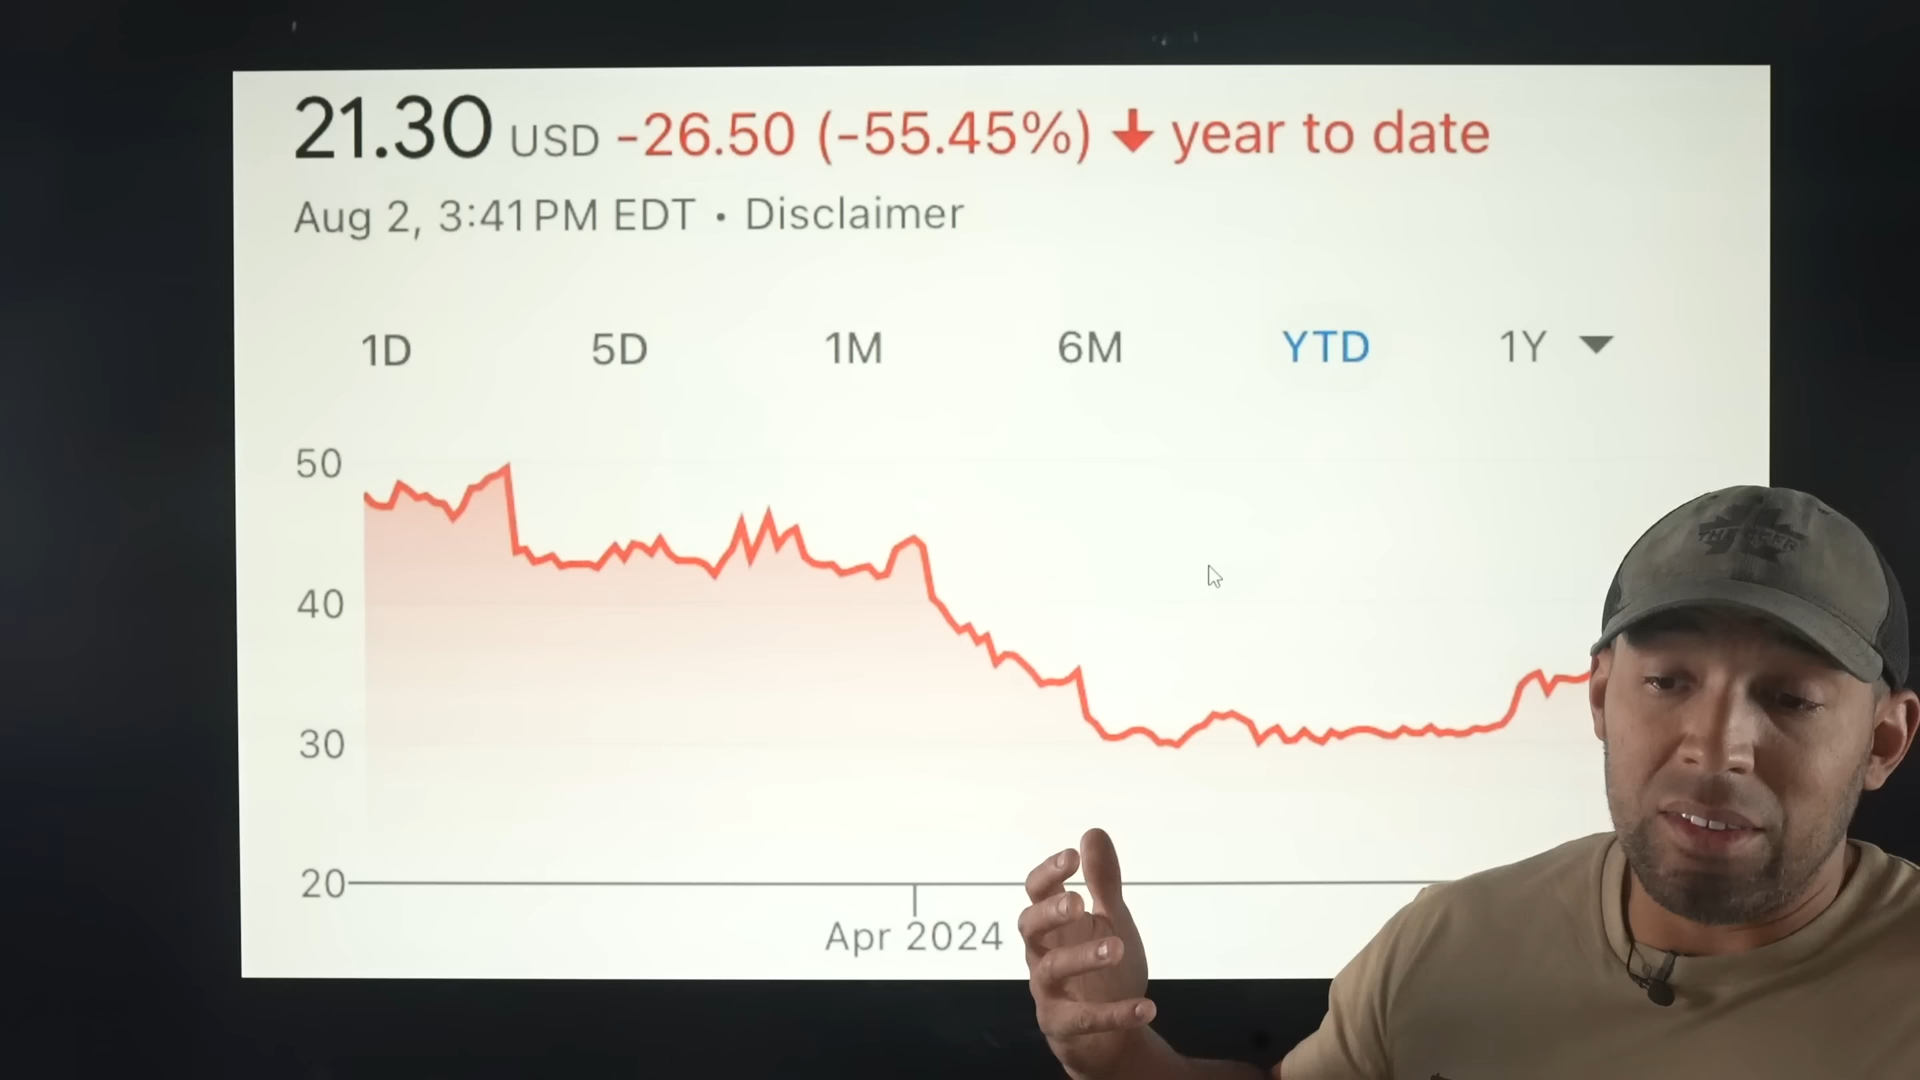 21.30 USD -26.50 (-55.45%) ↓ year to date
Aug 2, 3:41 PM EDT • Disclaimer
1D 5D 1M 6M YTD 1Y
50
40
30
20
Apr 2024